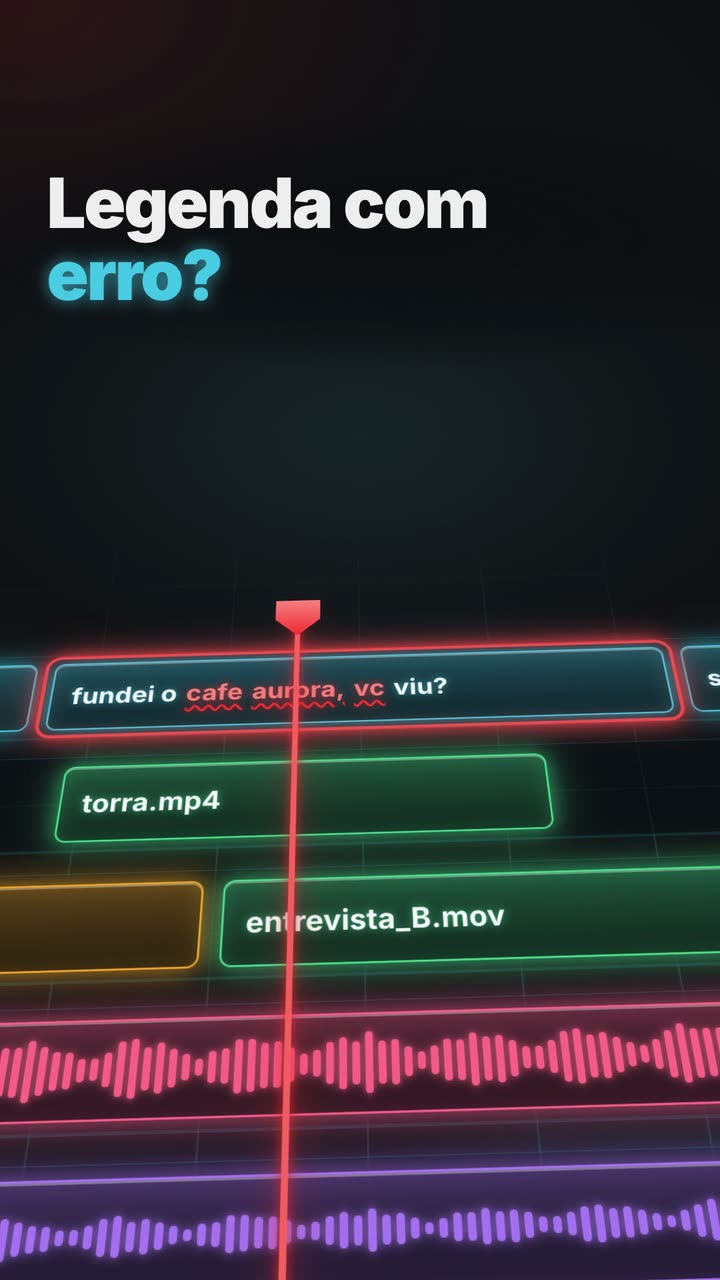 Legenda com
erro?
fundei o cafe aurora, vc viu?
torra.mp4
entrevista_B.mov